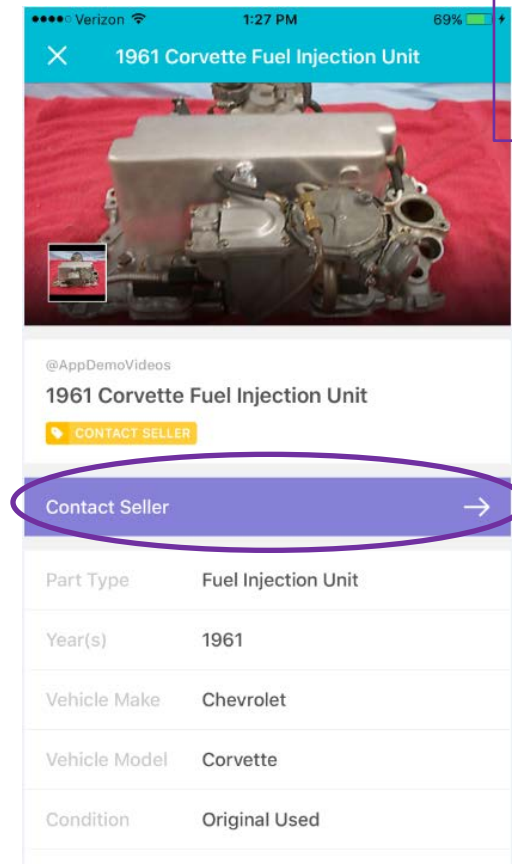 Verizon 1:27 PM 69%
1961 Corvette Fuel Injection Unit
@AppDemoVideos
1961 Corvette Fuel Injection Unit
CONTACT SELLER
Contact Seller
Part Type Fuel Injection Unit
Year(s) 1961
Vehicle Make Chevrolet
Vehicle Model Corvette
Condition Original Used